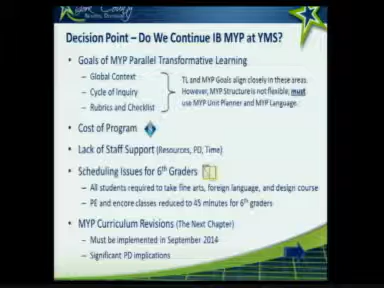 Decision Point – Do We Continue IB MYP at YMS?
• Goals of MYP Parallel Transformative Learning
– Global Context
– Cycle of Inquiry
– Rubrics and Checklist
TL and MYP Goals align closely in these areas.
However, MYP Structure is not flexible; must
use MYP Unit Planner and MYP Language.
• Cost of Program
• Lack of Staff Support (Resources, PD, Time)
• Scheduling Issues for 6th Graders
– All students required to take fine arts, foreign language, and design course
– PE and encore classes reduced to 45 minutes for 6th graders
• MYP Curriculum Revisions (The Next Chapter)
– Must be implemented in September 2014
– Significant PD implications